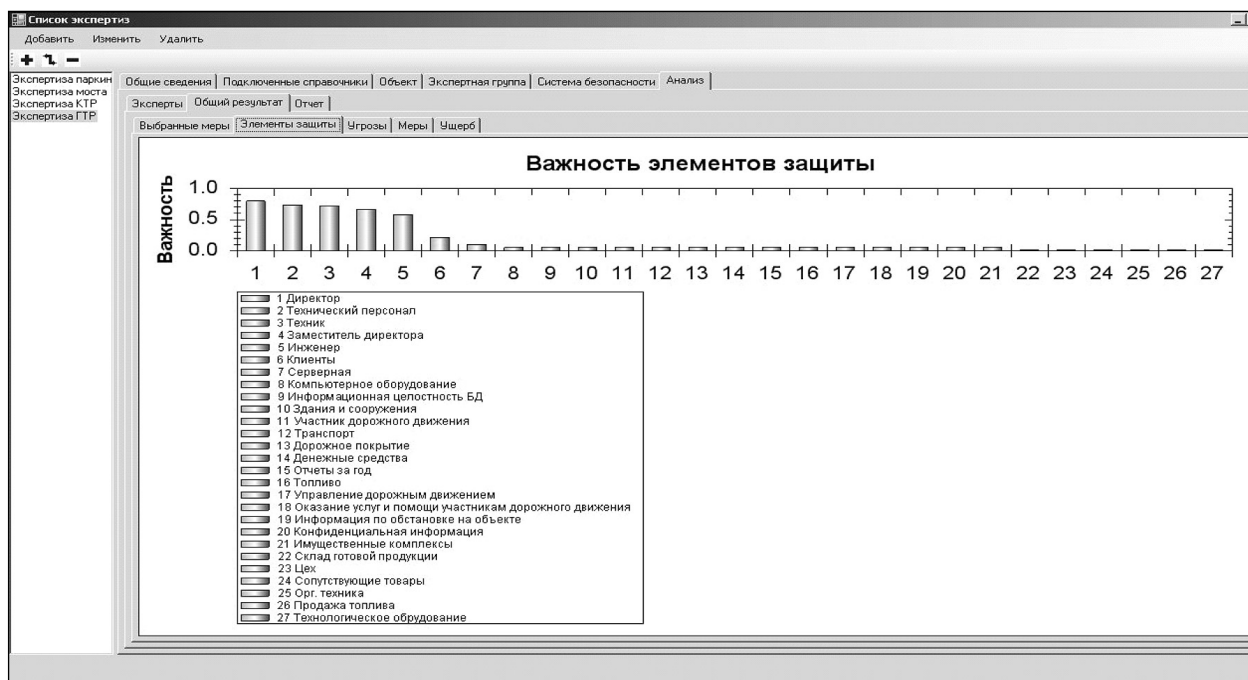 Список экспертиз
Добавить Изменить Удалить
Экспертиза паркин
Экспертиза моста
Экспертиза КТР
Экспертиза ГТР
Общие сведения Подключенные справочники Объект Экспертная группа Система безопасности Анализ
Эксперты Общий результат Отчет
Выбранные меры Элементы защиты Угрозы Меры Ущерб
Важность элементов защиты
Важность
1.0
0.5
0.0
1 2 3 4 5 6 7 8 9 10 11 12 13 14 15 16 17 18 19 20 21 22 23 24 25 26 27
1 Директор
2 Технический персонал
3 Техник
4 Заместитель директора
5 Инженер
6 Клиенты
7 Серверная
8 Компьютерное оборудование
9 Информационная целостность БД
10 Здания и сооружения
11 Участник дорожного движения
12 Транспорт
13 Дорожное покрытие
14 Денежные средства
15 Отчеты за год
16 Топливо
17 Управление дорожным движением
18 Оказание услуг и помощи участникам дорожного движения
19 Информация по обстановке на объекте
20 Конфиденциальная информация
21 Имущественные комплексы
22 Склад готовой продукции
23 Цех
24 Сопутствующие товары
25 Орг. техника
26 Продажа топлива
27 Технологическое обрудование